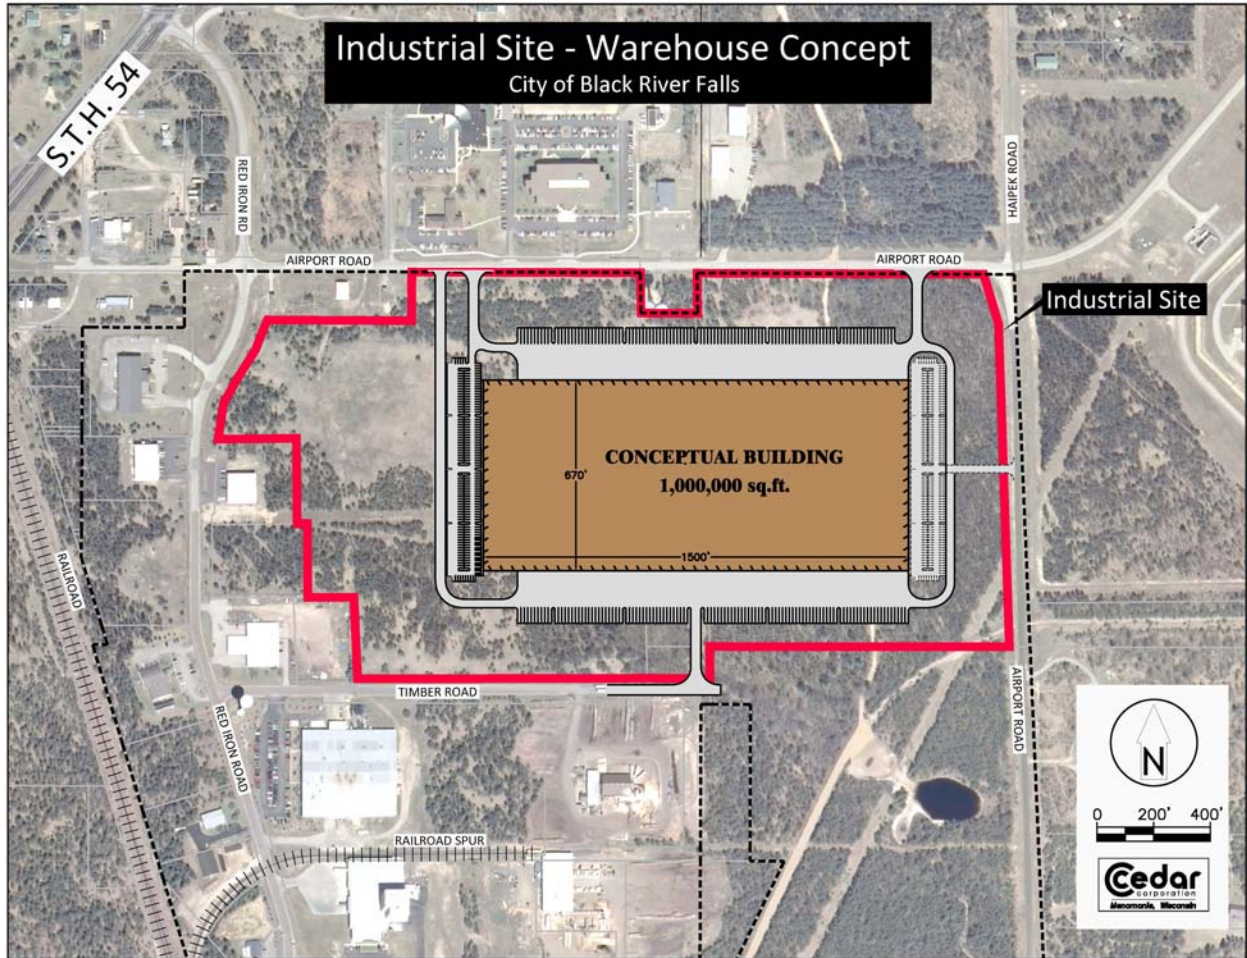 Industrial Site - Warehouse Concept
City of Black River Falls
S.T.H. 54
RED IRON RD
HAIPEK ROAD
AIRPORT ROAD
AIRPORT ROAD
Industrial Site
CONCEPTUAL BUILDING
1,000,000 sq.ft.
670'
1500'
RAILROAD
TIMBER ROAD
RED IRON ROAD
AIRPORT ROAD
RAILROAD SPUR
N
0 200' 400'
Cedar
corporation
Menomonie, Wisconsin